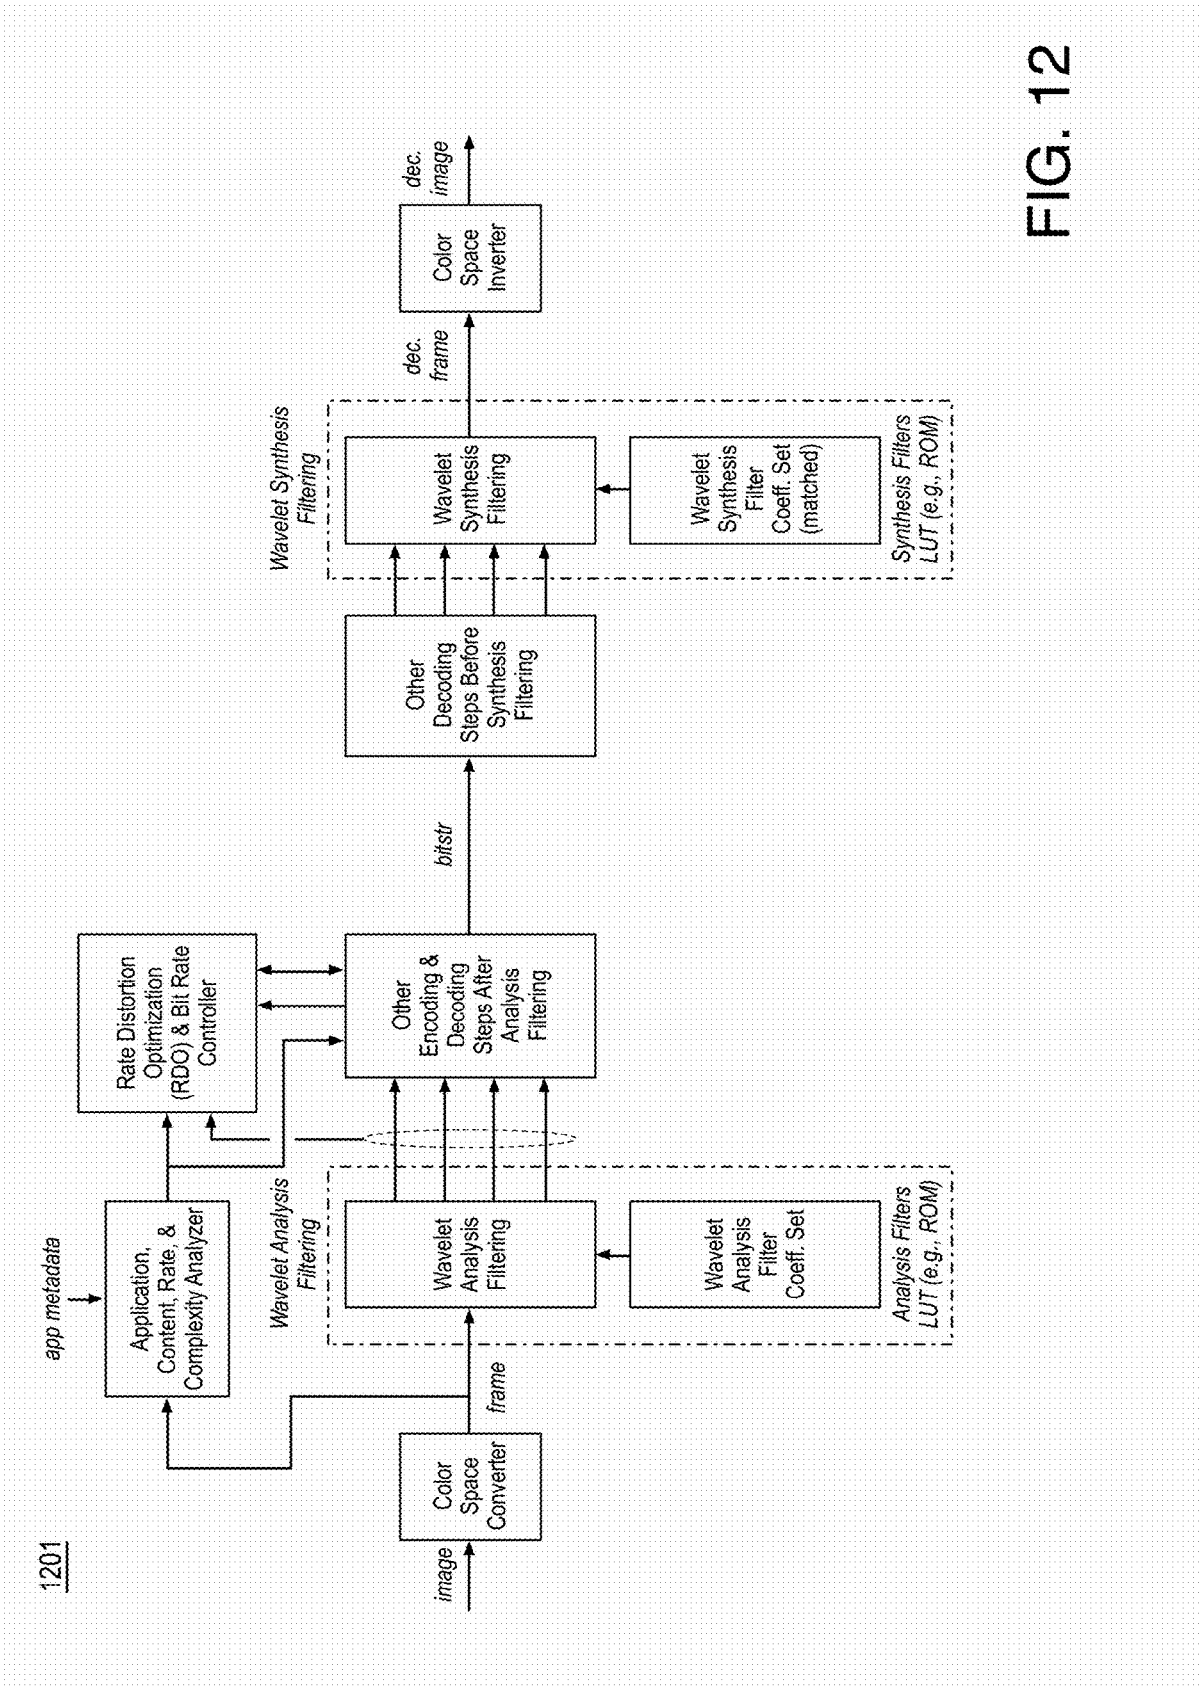 1201
app metadata
Application,
Content, Rate, &
Complexity Analyzer
Rate Distortion
Optimization
(RDO) & Bit Rate
Controller
image
Color
Space
Converter
frame
Wavelet Analysis
Filtering
Wavelet
Analysis
Filtering
Wavelet
Analysis
Filter
Coeff. Set
Analysis Filters
LUT (e.g., ROM)
Other
Encoding &
Decoding
Steps After
Analysis
Filtering
bitstr
Other
Decoding
Steps Before
Synthesis
Filtering
Wavelet Synthesis
Filtering
Wavelet
Synthesis
Filtering
Wavelet
Synthesis
Filter
Coeff. Set
(matched)
Synthesis Filters
LUT (e.g., ROM)
dec.
frame
Color
Space
Inverter
dec.
image
FIG. 12